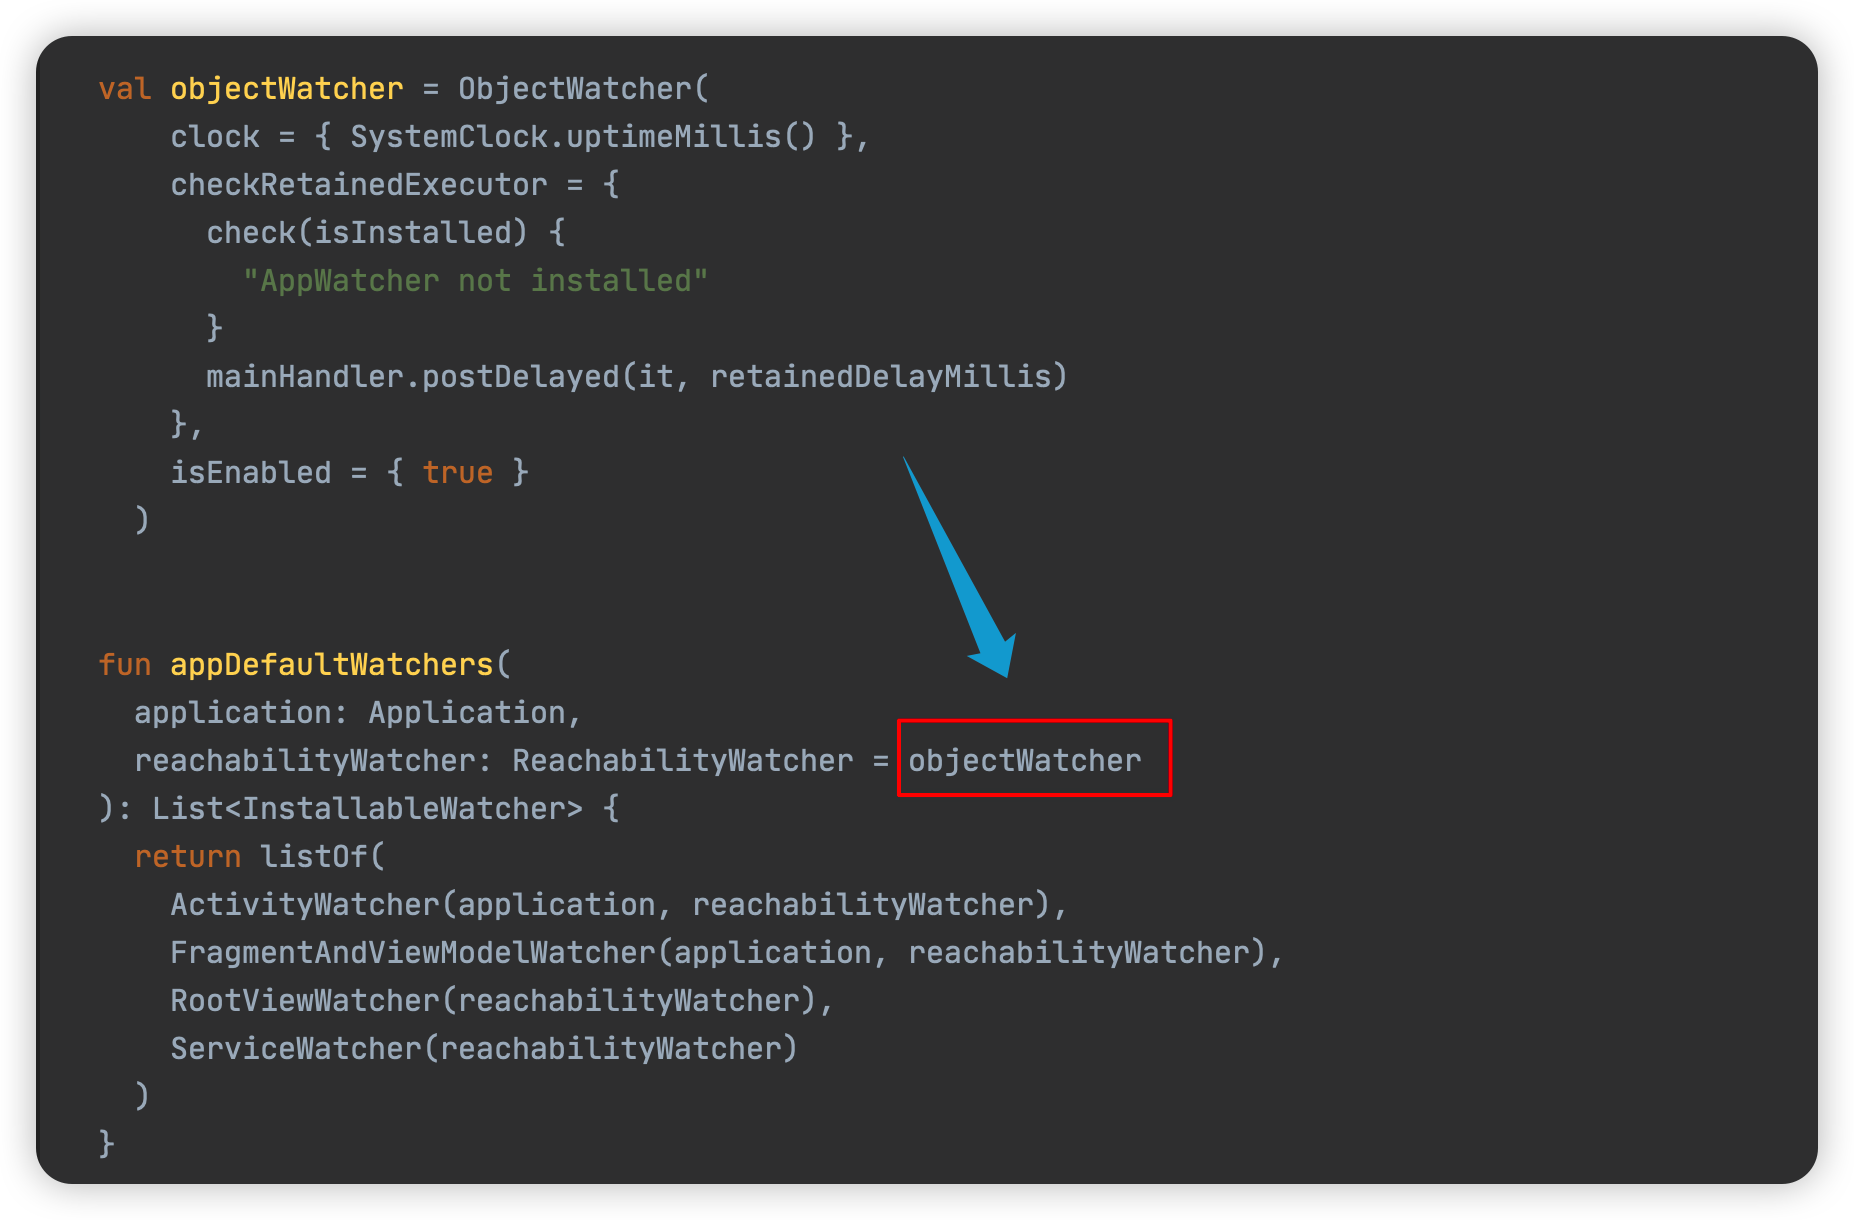 val objectWatcher = ObjectWatcher(
    clock = { SystemClock.uptimeMillis() },
    checkRetainedExecutor = {
      check(isInstalled) {
        "AppWatcher not installed"
      }
      mainHandler.postDelayed(it, retainedDelayMillis)
    },
    isEnabled = { true }
  )
fun appDefaultWatchers(
  application: Application,
  reachabilityWatcher: ReachabilityWatcher = objectWatcher
): List<InstallableWatcher> {
  return listOf(
    ActivityWatcher(application, reachabilityWatcher),
    FragmentAndViewModelWatcher(application, reachabilityWatcher),
    RootViewWatcher(reachabilityWatcher),
    ServiceWatcher(reachabilityWatcher)
  )
}